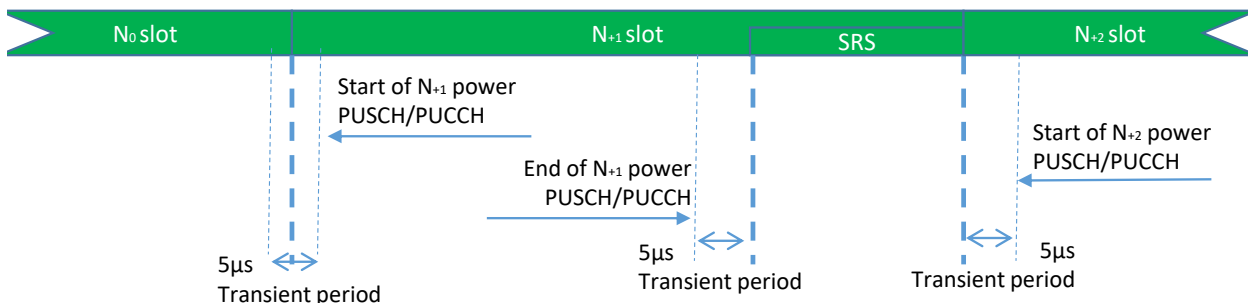 N₀ slot
N₊₁ slot
SRS
N₊₂ slot
Start of N₊₁ power
PUSCH/PUCCH
Start of N₊₂ power
PUSCH/PUCCH
End of N₊₁ power
PUSCH/PUCCH
5µs
Transient period
5µs
Transient period
5µs
Transient period